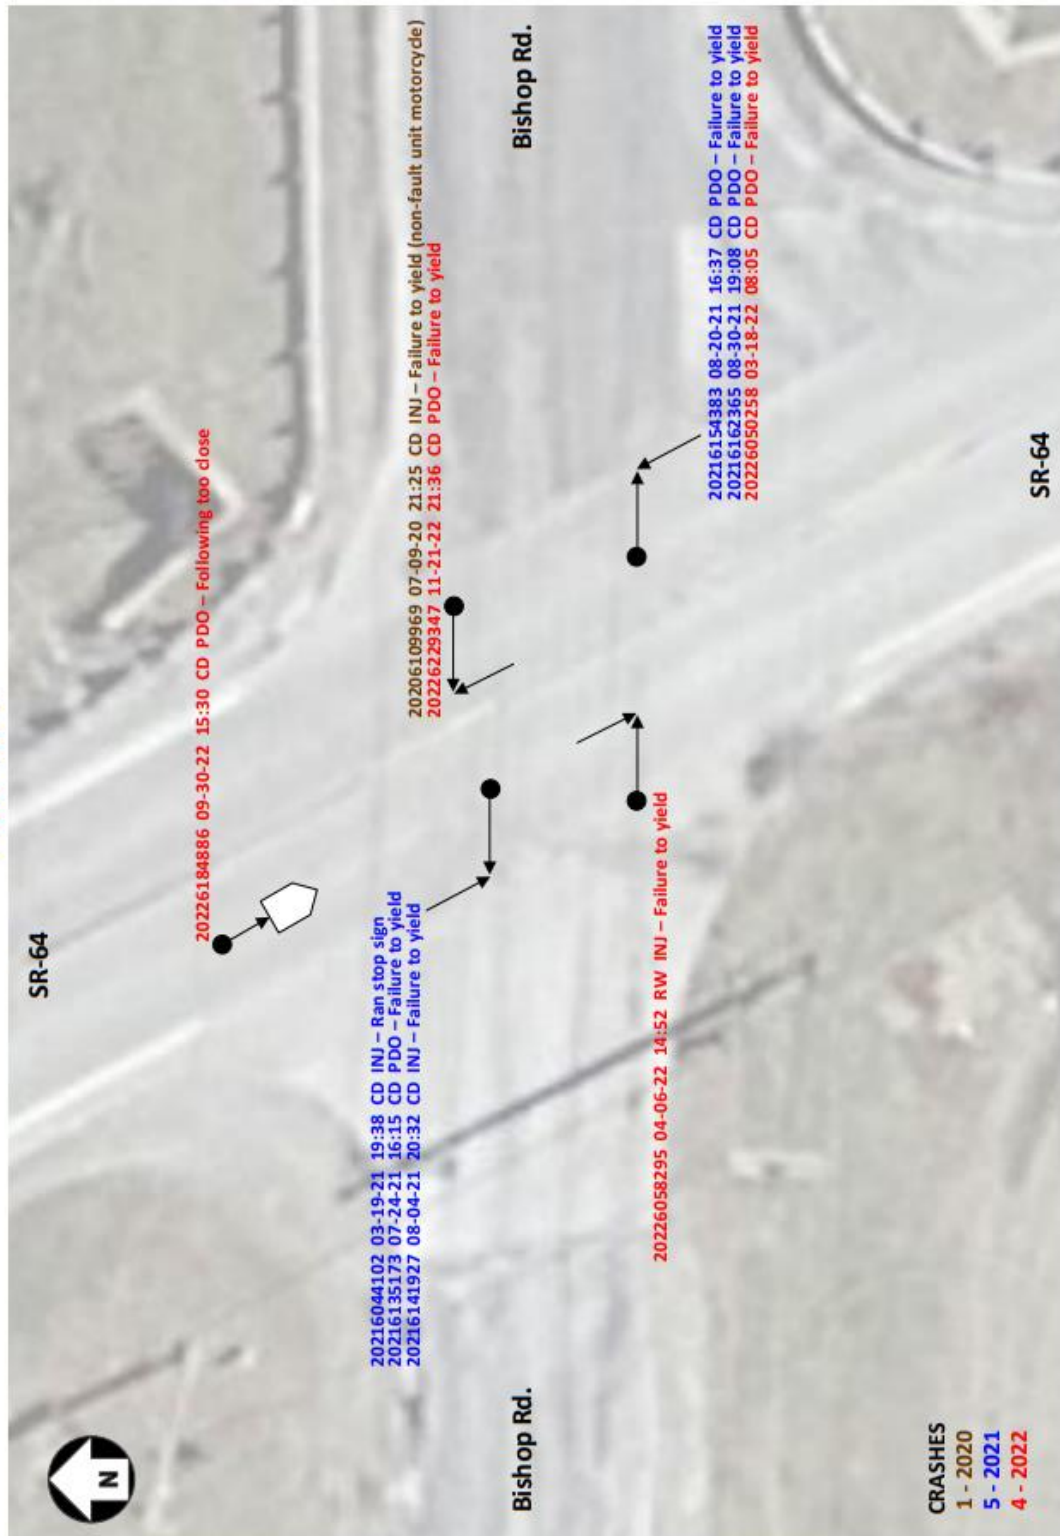 SR-64
20226184886 09-30-22 15:30 CD PDO – Following too close
20206109969 07-09-20 21:25 CD INJ – Failure to yield (non-fault unit motorcycle)
20226229347 11-21-22 21:36 CD PDO – Failure to yield
20216044102 03-19-21 19:38 CD INJ – Ran stop sign
20216135173 07-24-21 16:15 CD PDO – Failure to yield
20216141927 08-04-21 20:32 CD INJ – Failure to yield
Bishop Rd.
Bishop Rd.
20226058295 04-06-22 14:52 RW INJ – Failure to yield
20216154383 08-20-21 16:37 CD PDO – Failure to yield
20216162365 08-30-21 19:08 CD PDO – Failure to yield
20226050258 03-18-22 08:05 CD PDO – Failure to yield
N
CRASHES
1 - 2020
5 - 2021
4 - 2022
SR-64